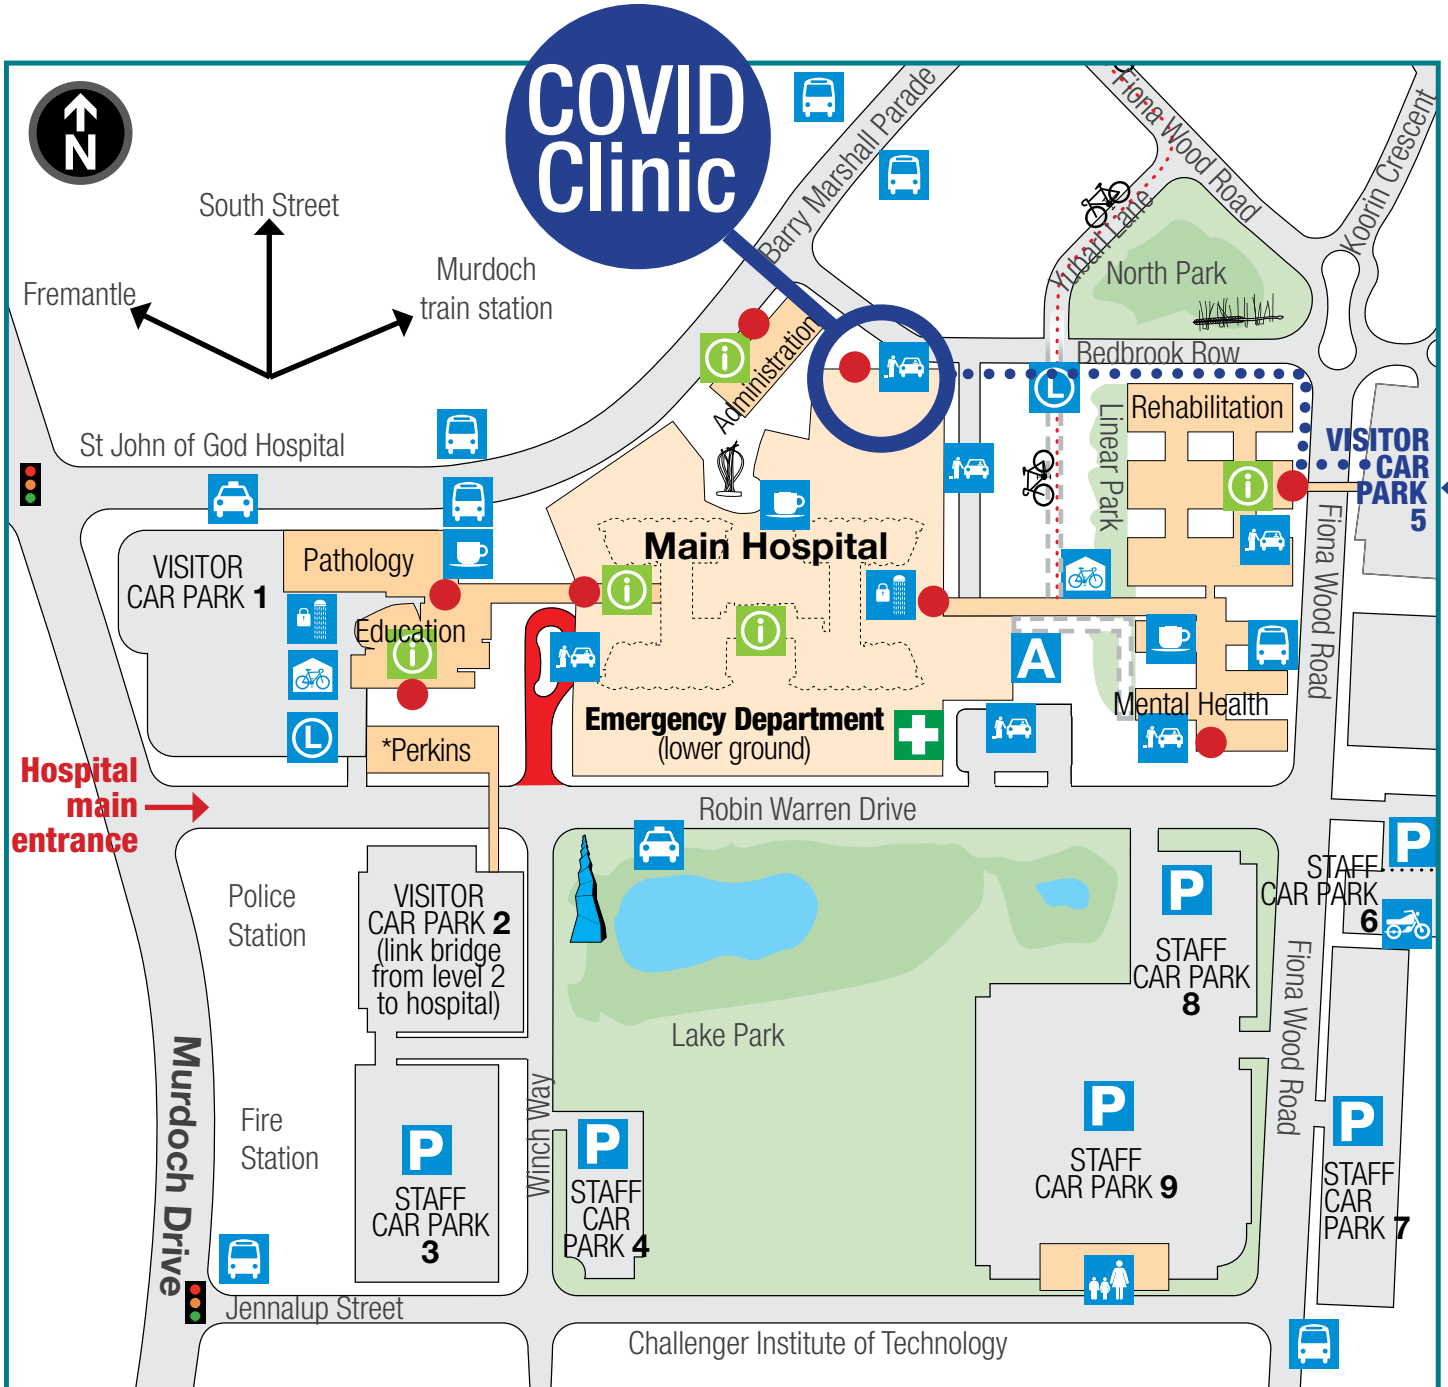 COVID
Clinic
N
South Street
Fremantle
Murdoch
train station
Barry Marshall Parade
Fiona Wood Road
Koorin Crescent
Yubari Lane
North Park
Bedbrook Row
Administration
i
L
Linear Park
Rehabilitation
VISITOR
CAR
PARK
5
i
St John of God Hospital
VISITOR
CAR PARK 1
Pathology
Education
i
L
*Perkins
Main Hospital
i
i
Emergency Department
(lower ground)
A
Mental Health
Fiona Wood Road
Hospital
main
entrance
Robin Warren Drive
Police
Station
VISITOR
CAR PARK 2
(link bridge
from level 2
to hospital)
Lake Park
P
STAFF
CAR PARK
8
P
STAFF
CAR PARK
6
Fiona Wood Road
Murdoch Drive
Fire
Station
P
STAFF
CAR PARK
3
Winch Way
P
STAFF
CAR
PARK 4
P
STAFF
CAR PARK 9
P
STAFF
CAR
PARK 7
Jennalup Street
Challenger Institute of Technology